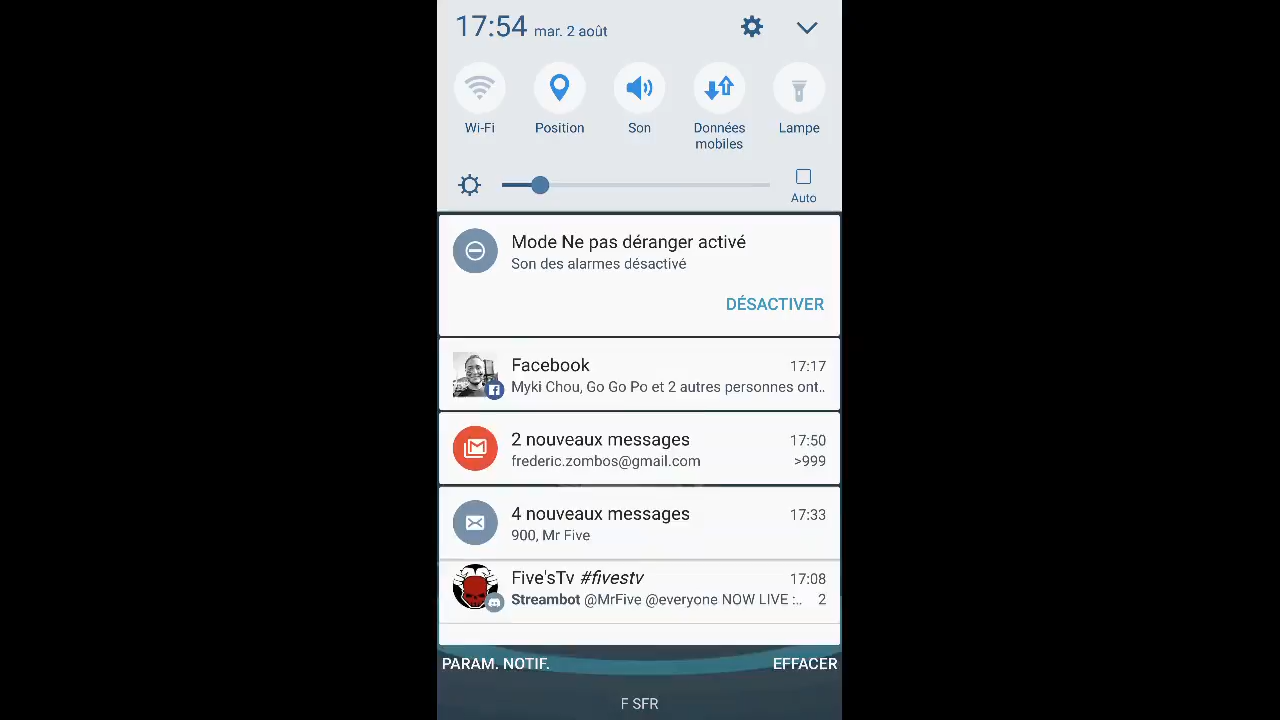 17:54 mar. 2 août
Wi-Fi
Position
Son
Données
mobiles
Lampe
Auto
Mode Ne pas déranger activé
Son des alarmes désactivé
DÉSACTIVER
Facebook 17:17
Myki Chou, Go Go Po et 2 autres personnes ont..
2 nouveaux messages 17:50
frederic.zombos@gmail.com >999
4 nouveaux messages 17:33
900, Mr Five
Five'sTv #fivestv 17:08
Streambot @MrFive @everyone NOW LIVE :.. 2
PARAM. NOTIF. EFFACER
F SFR